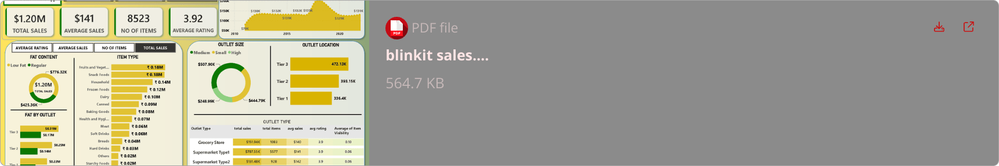 $200K
$150K
$100K
$50K
$78K
$130K
$132K
$131K
$132K
$133K
$129K
$131K
2010
2015
2020
$1.20M
TOTAL SALES
$141
AVERAGE SALES
8523
NO OF ITEMS
3.92
AVERAGE RATING
AVERAGE RATING
AVERAGE SALES
NO OF ITEMS
TOTAL SALES
FAT CONTENT
Low Fat Regular
$776.32K
$1.20M
TOTAL SALES
$425.36K
FAT BY OUTLET
Tier 3
$0.31M
$0.17M
Tier 2
$0.25M
$0.14M
$0.22M
ITEM TYPE
Fruits and Veget... ₹ 0.18M
Snack Foods ₹ 0.18M
Household ₹ 0.14M
Frozen Foods ₹ 0.12M
Dairy ₹ 0.10M
Canned ₹ 0.09M
Baking Goods ₹ 0.08M
Health and Hygi... ₹ 0.07M
Meat ₹ 0.06M
Soft Drinks ₹ 0.06M
Breads ₹ 0.04M
Hard Drinks ₹ 0.03M
Others ₹ 0.02M
Starchy Foods ₹ 0.02M
OUTLET SIZE
Medium Small High
$507.90K
$248.99K
$444.79K
OUTLET LOCATION
Tier 3 472.13K
Tier 2 393.15K
Tier 1 336.4K
OUTLET TYPE
Outlet Type total sales total items avg sales avg rating Average of Item Visibility
Grocery Store $151.94K 1083 $140 3.9 0.10
Supermarket Type1 $787.55K 5577 $141 3.9 0.06
Supermarket Type2 $131.48K 928 $142 3.9 0.06
PDF
PDF file
blinkit sales....
564.7 KB